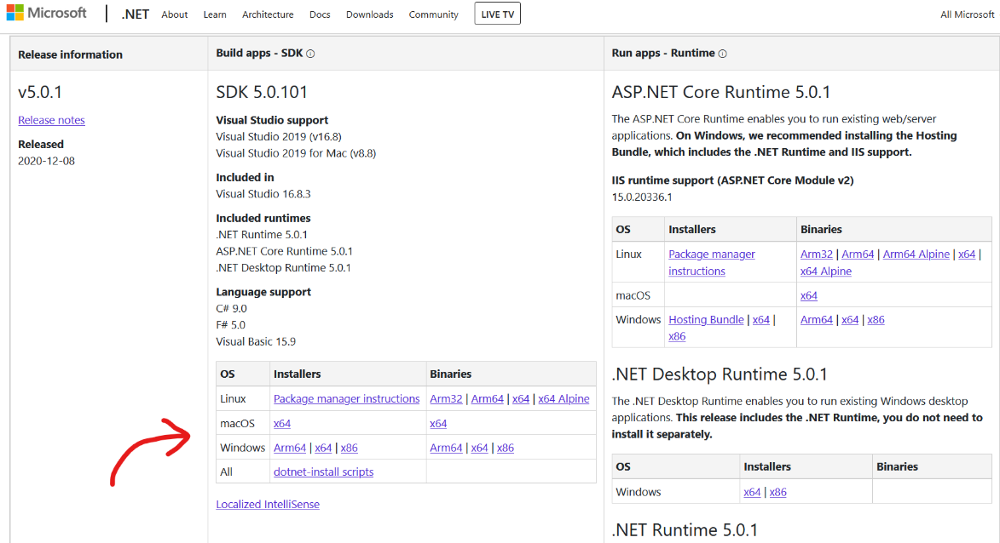 Microsoft
.NET
About
Learn
Architecture
Docs
Downloads
Community
LIVE TV
All Microsoft
Release information
v5.0.1
Release notes
Released
2020-12-08
Build apps - SDK
SDK 5.0.101
Visual Studio support
Visual Studio 2019 (v16.8)
Visual Studio 2019 for Mac (v8.8)
Included in
Visual Studio 16.8.3
Included runtimes
.NET Runtime 5.0.1
ASP.NET Core Runtime 5.0.1
.NET Desktop Runtime 5.0.1
Language support
C# 9.0
F# 5.0
Visual Basic 15.9
OS Installers Binaries
Linux Package manager instructions Arm32 | Arm64 | x64 | x64 Alpine
macOS x64 x64
Windows Arm64 | x64 | x86 Arm64 | x64 | x86
All dotnet-install scripts
Localized IntelliSense
Run apps - Runtime
ASP.NET Core Runtime 5.0.1
The ASP.NET Core Runtime enables you to run existing web/server
applications. On Windows, we recommended installing the Hosting
Bundle, which includes the .NET Runtime and IIS support.
IIS runtime support (ASP.NET Core Module v2)
15.0.20336.1
OS Installers Binaries
Linux Package manager Arm32 | Arm64 | Arm64 Alpine | x64 |
instructions x64 Alpine
macOS x64
Windows Hosting Bundle | x64 | Arm64 | x64 | x86
x86
.NET Desktop Runtime 5.0.1
The .NET Desktop Runtime enables you to run existing Windows desktop
applications. This release includes the .NET Runtime, you do not need to
install it separately.
OS Installers Binaries
Windows x64 | x86
.NET Runtime 5.0.1